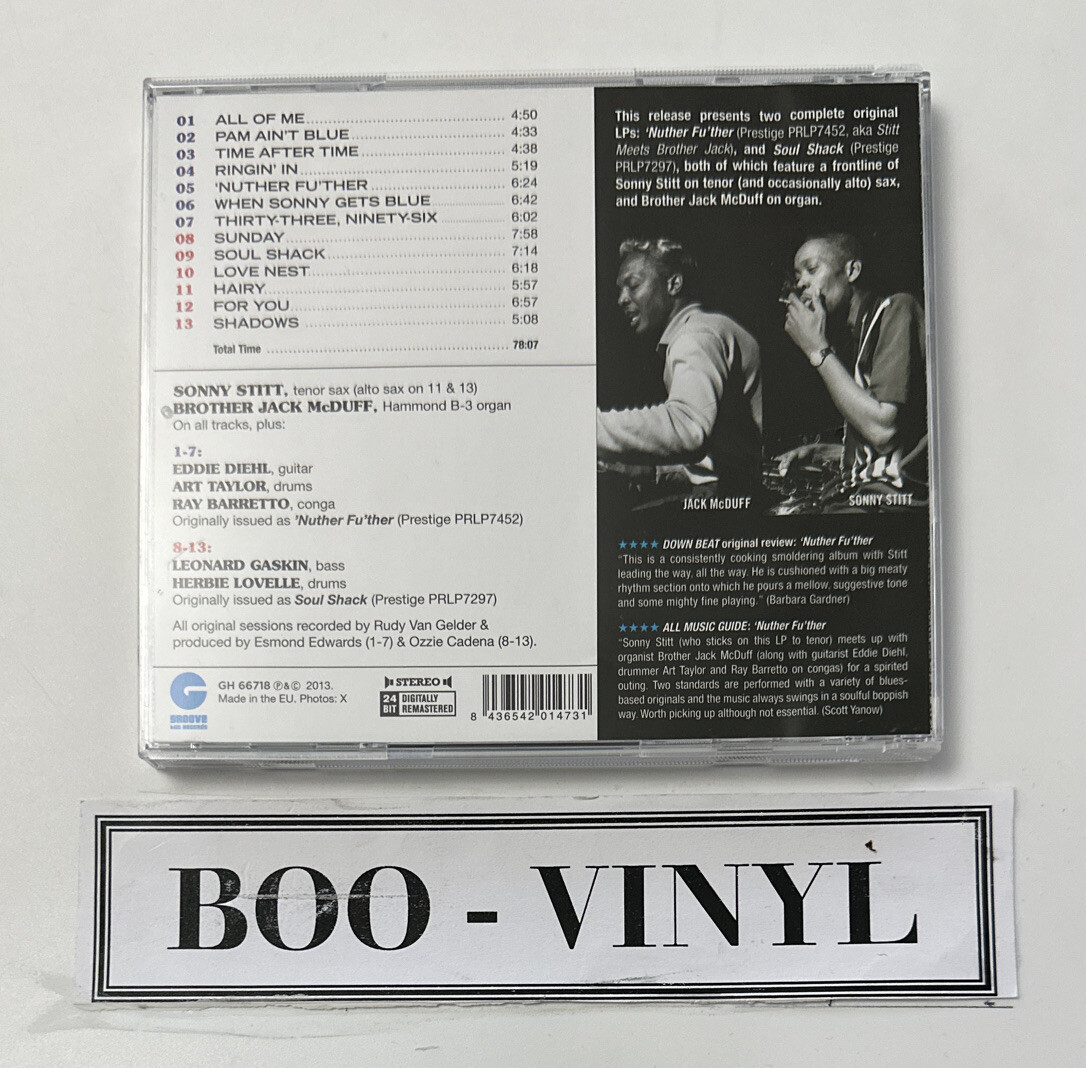 01 ALL OF ME 4:50
02 PAM AIN'T BLUE 4:33
03 TIME AFTER TIME 4:38
04 RINGIN' IN 5:19
05 'NUTHER FU'THER 6:24
06 WHEN SONNY GETS BLUE 6:42
07 THIRTY-THREE, NINETY-SIX 6:02
08 SUNDAY 7:58
09 SOUL SHACK 7:14
10 LOVE NEST 6:18
11 HAIRY 5:57
12 FOR YOU 6:57
13 SHADOWS 5:08
Total Time 78:07
SONNY STITT, tenor sax (alto sax on 11 & 13)
BROTHER JACK McDUFF, Hammond B-3 organ
On all tracks, plus:
1-7:
EDDIE DIEHL, guitar
ART TAYLOR, drums
RAY BARRETTO, conga
Originally issued as 'Nuther Fu'ther (Prestige PRLP7452)
8-13:
LEONARD GASKIN, bass
HERBIE LOVELLE, drums
Originally issued as Soul Shack (Prestige PRLP7297)
All original sessions recorded by Rudy Van Gelder &
produced by Esmond Edwards (1-7) & Ozzie Cadena (8-13).
G
GROOVE
hub records
GH 66718 ℗&© 2013.
Made in the EU. Photos: X
STEREO
24 BIT DIGITALLY REMASTERED
8 436542 014731
This release presents two complete original
LPs: 'Nuther Fu'ther (Prestige PRLP7452, aka Stitt
Meets Brother Jack), and Soul Shack (Prestige
PRLP7297), both of which feature a frontline of
Sonny Stitt on tenor (and occasionally alto) sax,
and Brother Jack McDuff on organ.
JACK McDUFF
SONNY STITT
★★★★ DOWN BEAT original review: 'Nuther Fu'ther
"This is a consistently cooking smoldering album with Stitt
leading the way, all the way. He is cushioned with a big meaty
rhythm section onto which he pours a mellow, suggestive tone
and some mighty fine playing." (Barbara Gardner)
★★★★ ALL MUSIC GUIDE: 'Nuther Fu'ther
"Sonny Stitt (who sticks on this LP to tenor) meets up with
organist Brother Jack McDuff (along with guitarist Eddie Diehl,
drummer Art Taylor and Ray Barretto on congas) for a spirited
outing. Two standards are performed with a variety of blues-
based originals and the music always swings in a soulful boppish
way. Worth picking up although not essential. (Scott Yanow)
BOO - VINYL